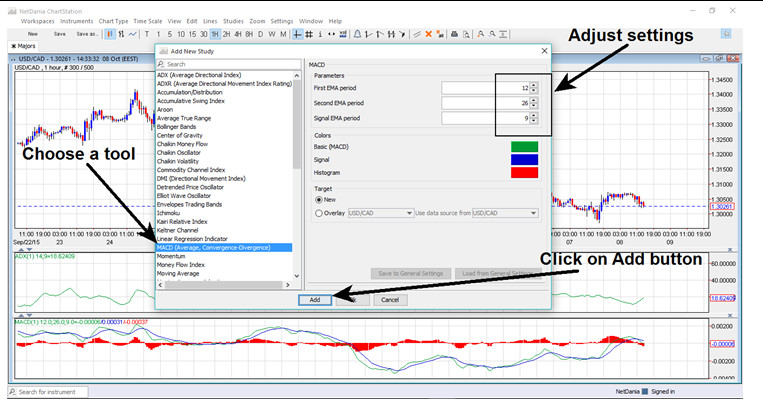 NetDania ChartStation
Workspaces Instruments Chart Type Time Scale View Edit Lines Studies Zoom Settings Window Help
New Save New Save T 1 5 10 15 30 1H 2H 4H 8H D W M
Majors
USD/CAD - 1.30261 - 14:33:32 08 Oct (EEST)
USD/CAD , 1 hour, # 300 / 500
Add New Study
Search
ADX (Average Directional Index)
ADXR (Average Directional Movement Index Rating)
Accumulation/Distribution
Accumulative Swing Index
Aroon
Average True Range
Bollinger Bands
Center of Gravity
Chaikin Money Flow
Chaikin Oscillator
Chaikin Volatility
Commodity Channel Index
DMI (Directional Movement Index)
Detrended Price Oscillator
Elliot Wave Oscillator
Envelopes Trading Bands
Ichimoku
Kairi Relative Index
Keltner Channel
Linear Regression Indicator
MACD (Average, Convergence-Divergence)
Momentum
Money Flow Index
Moving Average
MACD
Parameters
First EMA period 12
Second EMA period 26
Signal EMA period 9
Colors
Basic (MACD)
Signal
Histogram
Target
New
Overlay USD/CAD Use data source from USD/CAD
Save to General Settings Load from General Settings
Add Cancel
Adjust settings
Choose a tool
Click on Add button
1.34500
1.34000
1.33500
1.33000
1.32500
1.32000
1.31500
1.31000
1.30500
1.30261
1.30000
11:00 19:00 03:00 11:00 19:00 03:00 11:00
Sep/22/15 23 24
03:00 11:00 19:00 03:00 11:00 19:00 03:00 11:00 19:00
07 08 09
ADX(1) 14;9=18.62409
60.00000
18.62409
MACD(1) 12.0;26.0;9.0=-0.00006/0.00031/-0.00037
0.00200
-0.00006
-0.00200
-0.00400
Search for instrument
NetDania Signed in